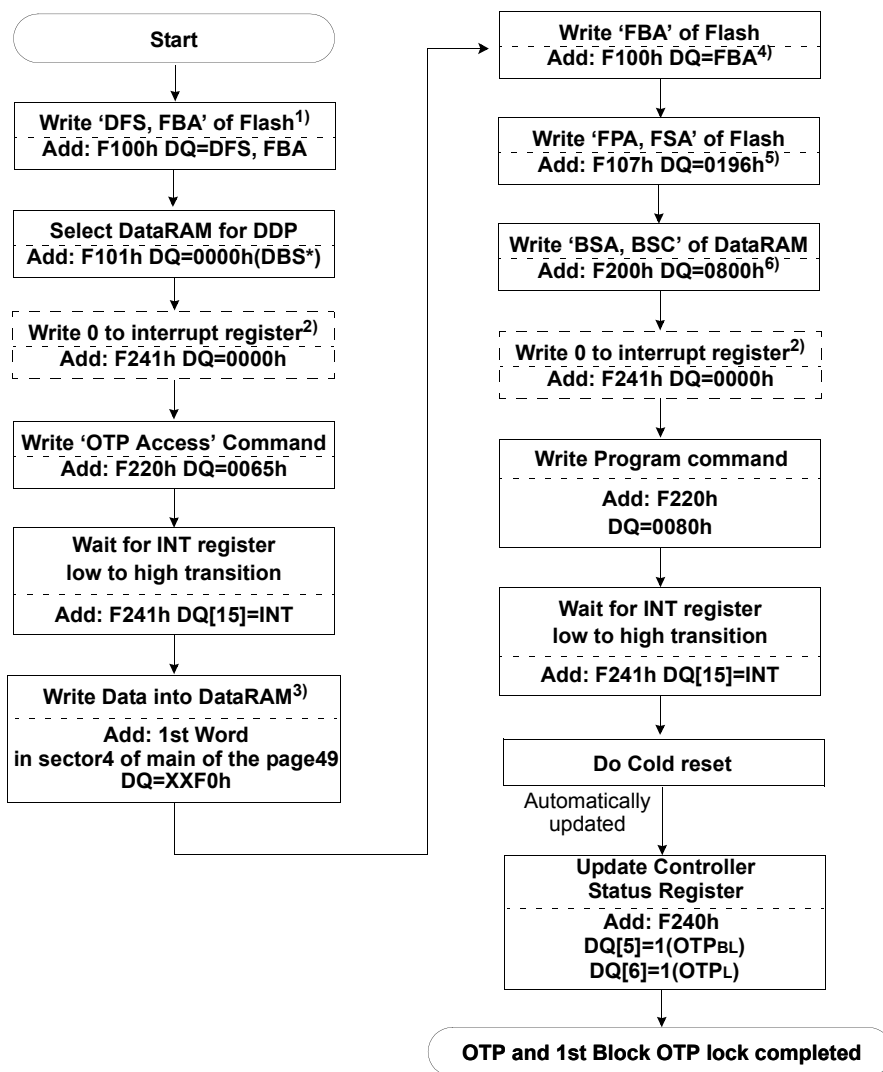 Start
Write 'DFS, FBA' of Flash1)
Add: F100h DQ=DFS, FBA
Select DataRAM for DDP
Add: F101h DQ=0000h(DBS*)
Write 0 to interrupt register2)
Add: F241h DQ=0000h
Write 'OTP Access' Command
Add: F220h DQ=0065h
Wait for INT register
low to high transition
Add: F241h DQ[15]=INT
Write Data into DataRAM3)
Add: 1st Word
in sector4 of main of the page49
DQ=XXF0h
Write 'FBA' of Flash
Add: F100h DQ=FBA4)
Write 'FPA, FSA' of Flash
Add: F107h DQ=0196h5)
Write 'BSA, BSC' of DataRAM
Add: F200h DQ=0800h6)
Write 0 to interrupt register2)
Add: F241h DQ=0000h
Write Program command
Add: F220h
DQ=0080h
Wait for INT register
low to high transition
Add: F241h DQ[15]=INT
Do Cold reset
Automatically
updated
Update Controller
Status Register
Add: F240h
DQ[5]=1(OTPBL)
DQ[6]=1(OTPL)
OTP and 1st Block OTP lock completed